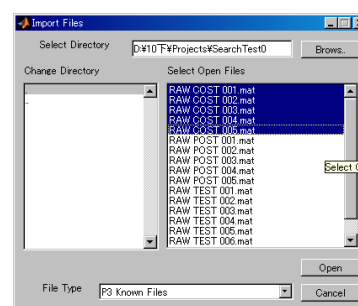 Import Files
Select Directory
D:¥10下¥Projects¥SearchTest0
Brows..
Change Directory
Select Open Files
..
RAW COST 001.mat
RAW COST 002.mat
RAW COST 003.mat
RAW COST 004.mat
RAW COST 005.mat
RAW POST 001.mat
RAW POST 002.mat
RAW POST 003.mat
RAW POST 004.mat
RAW POST 005.mat
RAW TEST 001.mat
RAW TEST 002.mat
RAW TEST 003.mat
RAW TEST 004.mat
RAW TEST 005.mat
RAW TEST 006.mat
Select
Open
File Type
P3 Known Files
Cancel